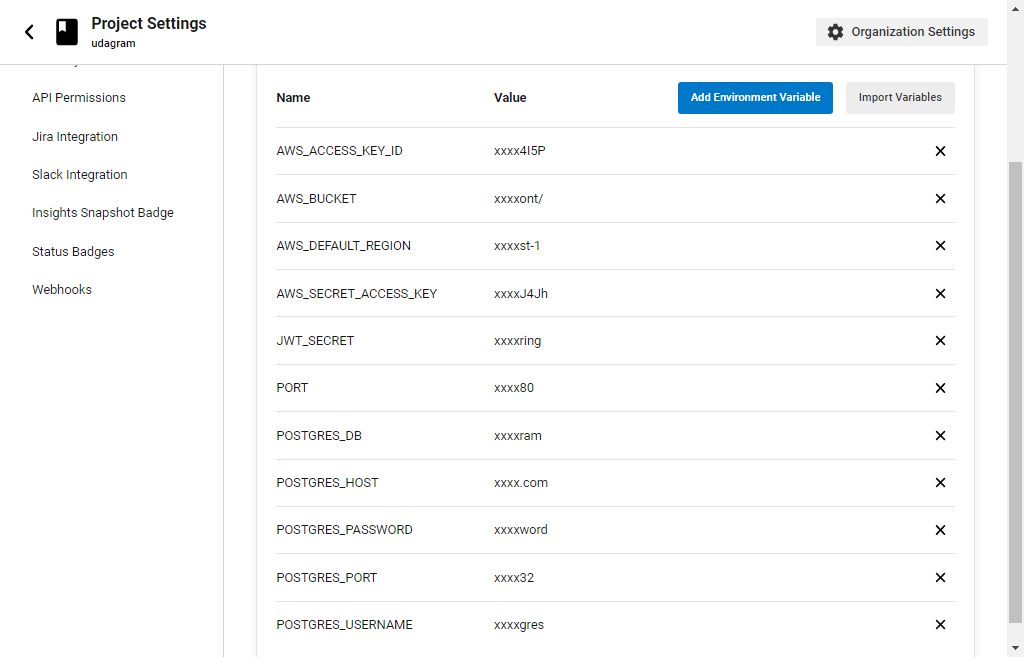 Project Settings
udagram
Organization Settings
API Permissions
Jira Integration
Slack Integration
Insights Snapshot Badge
Status Badges
Webhooks
Name Value Add Environment Variable Import Variables
AWS_ACCESS_KEY_ID xxxx4I5P
AWS_BUCKET xxxxont/
AWS_DEFAULT_REGION xxxxst-1
AWS_SECRET_ACCESS_KEY xxxxJ4Jh
JWT_SECRET xxxxring
PORT xxxx80
POSTGRES_DB xxxxram
POSTGRES_HOST xxxx.com
POSTGRES_PASSWORD xxxxword
POSTGRES_PORT xxxx32
POSTGRES_USERNAME xxxxgres